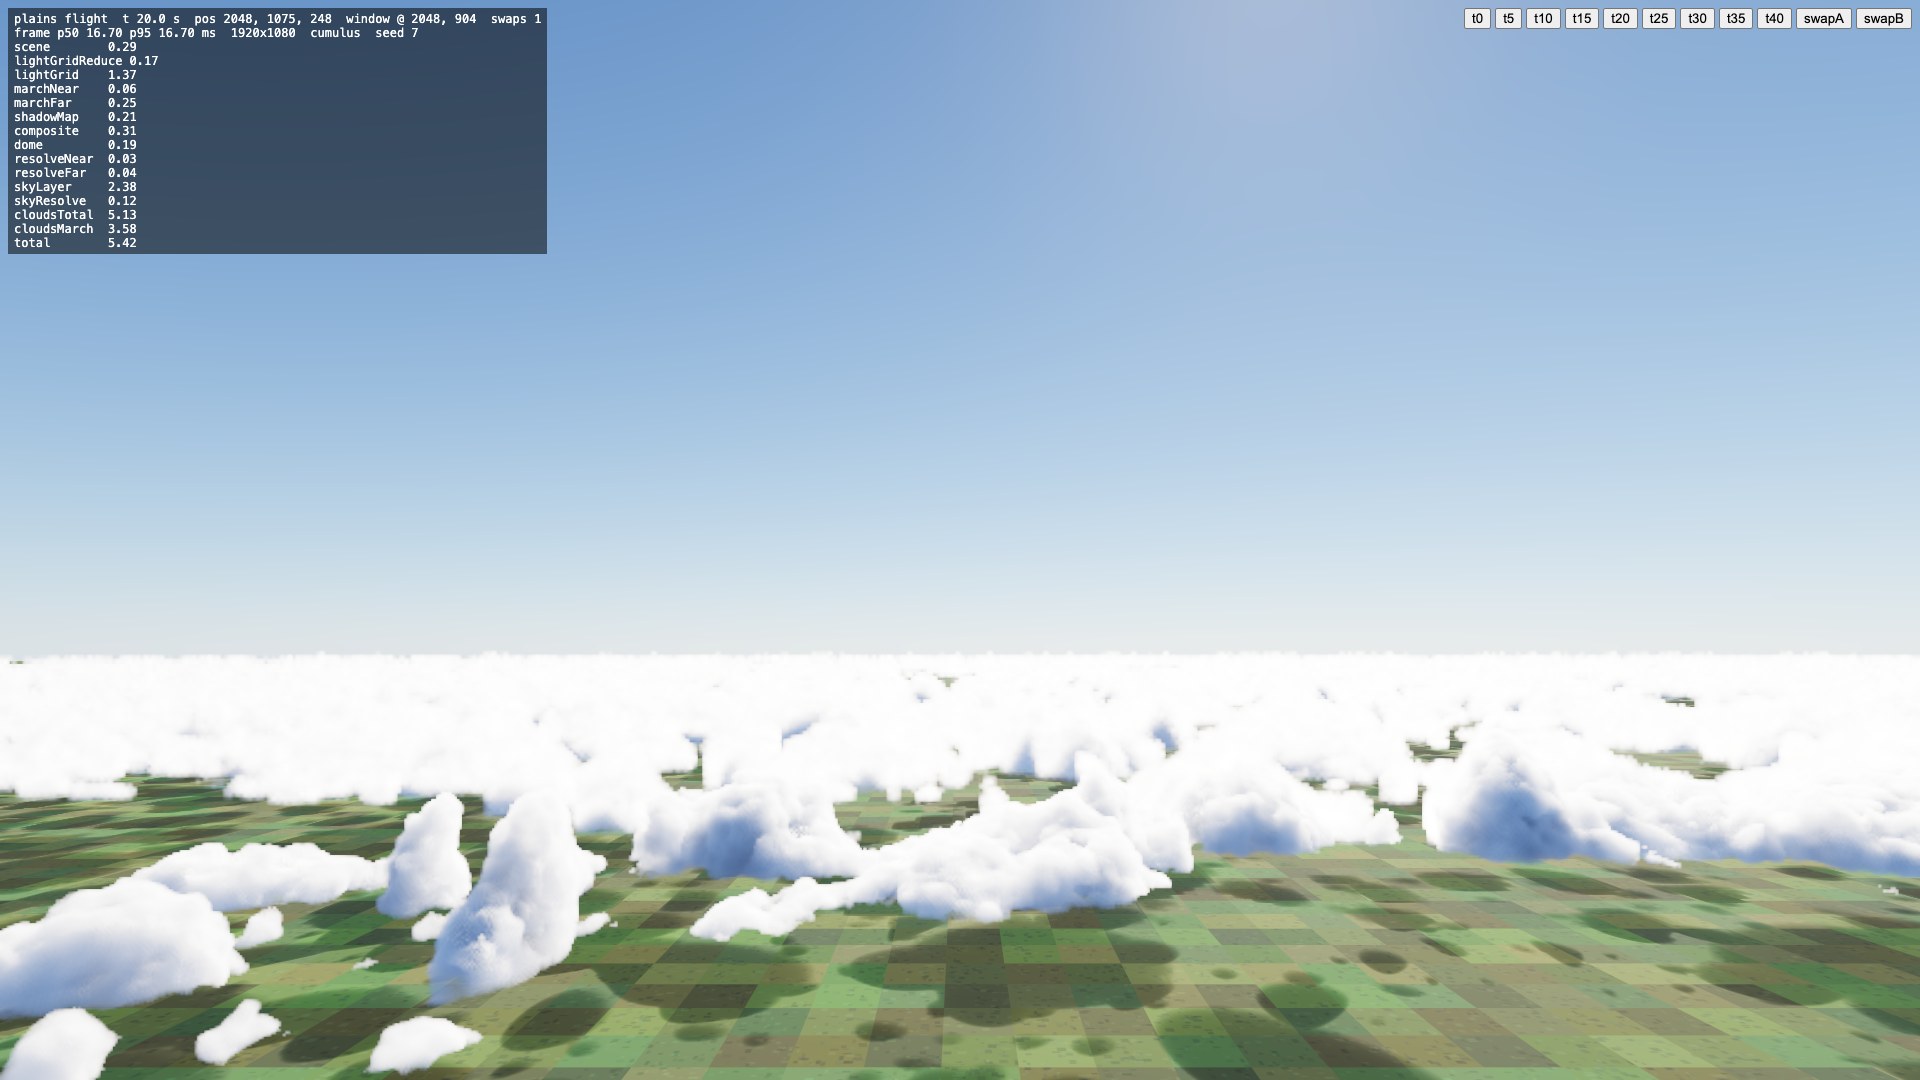 plains flight  t 20.0 s  pos 2048, 1075, 248  window @ 2048, 904  swaps 1
frame p50 16.70 p95 16.70 ms  1920x1080  cumulus  seed 7
scene 0.29
lightGridReduce 0.17
lightGrid 1.37
marchNear 0.06
marchFar 0.25
shadowMap 0.21
composite 0.31
dome 0.19
resolveNear 0.03
resolveFar 0.04
skyLayer 2.38
skyResolve 0.12
cloudsTotal 5.13
cloudsMarch 3.58
total 5.42
t0 t5 t10 t15 t20 t25 t30 t35 t40 swapA swapB